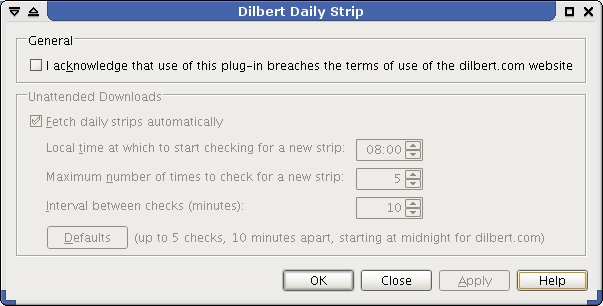 Dilbert Daily Strip
General
I acknowledge that use of this plug-in breaches the terms of use of the dilbert.com website
Unattended Downloads
Fetch daily strips automatically
Local time at which to start checking for a new strip: 08:00
Maximum number of times to check for a new strip: 5
Interval between checks (minutes): 10
Defaults (up to 5 checks, 10 minutes apart, starting at midnight for dilbert.com)
OK Close Apply Help